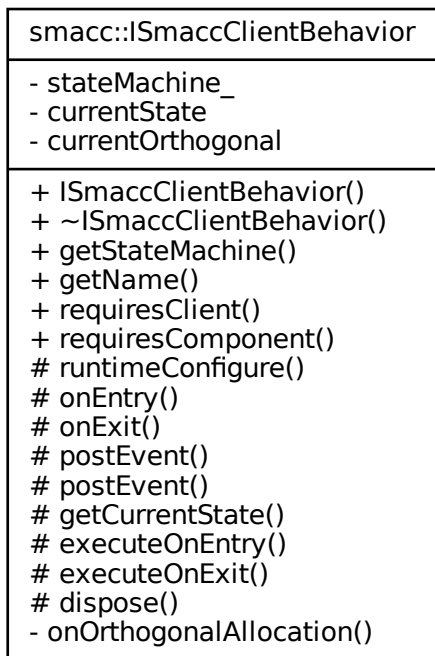 smacc::ISmaccClientBehavior
- stateMachine_
- currentState
- currentOrthogonal
+ ISmaccClientBehavior()
+ ~ISmaccClientBehavior()
+ getStateMachine()
+ getName()
+ requiresClient()
+ requiresComponent()
# runtimeConfigure()
# onEntry()
# onExit()
# postEvent()
# postEvent()
# getCurrentState()
# executeOnEntry()
# executeOnExit()
# dispose()
- onOrthogonalAllocation()